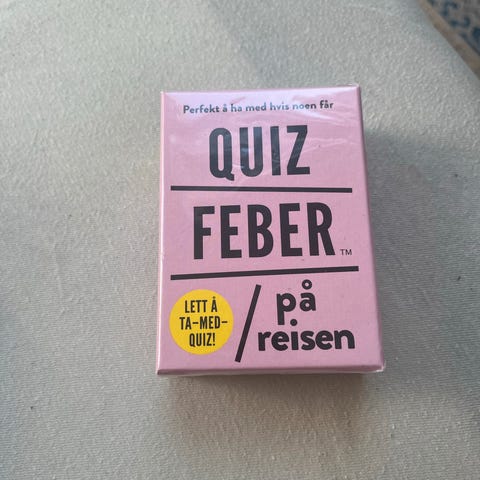 Perfekt å ha med hvis noen får
QUIZ
FEBER™
LETT Å
TA-MED-
QUIZ!
/ på
reisen